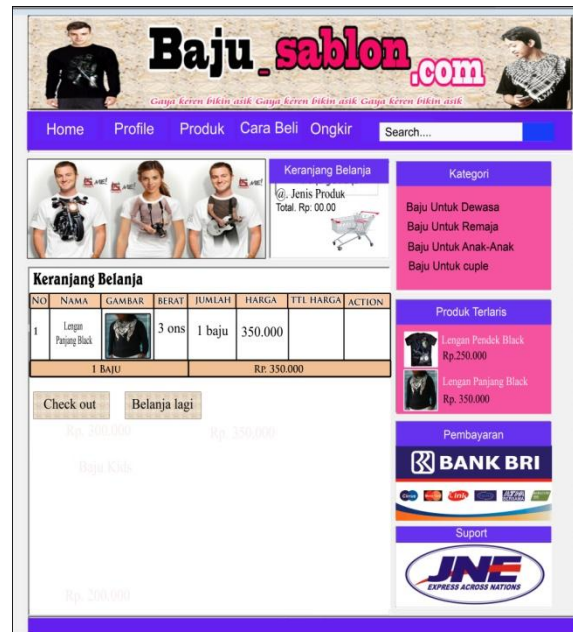 Baju_sablon.com
Gaya keren bikin asik Gaya keren bikin asik Gaya keren bikin asik
Home Profile Produk Cara Beli Ongkir Search....
Keranjang Belanja
@. Jenis Produk
Total. Rp: 00.00
Kategori
Baju Untuk Dewasa
Baju Untuk Remaja
Baju Untuk Anak-Anak
Baju Untuk cuple
Keranjang Belanja
NO NAMA GAMBAR BERAT JUMLAH HARGA TTL HARGA ACTION
1 Lengan Panjang Black 3 ons 1 baju 350.000
1 BAJU RP. 350.000
Check out Belanja lagi
Rp. 300.000 Rp. 350.000
Baju Kids
Rp. 200.000
Produk Terlaris
Lengan Pendek Black
Rp.250.000
Lengan Panjang Black
Rp. 350.000
Pembayaran
BANK BRI
Suport
JNE
EXPRESS ACROSS NATIONS